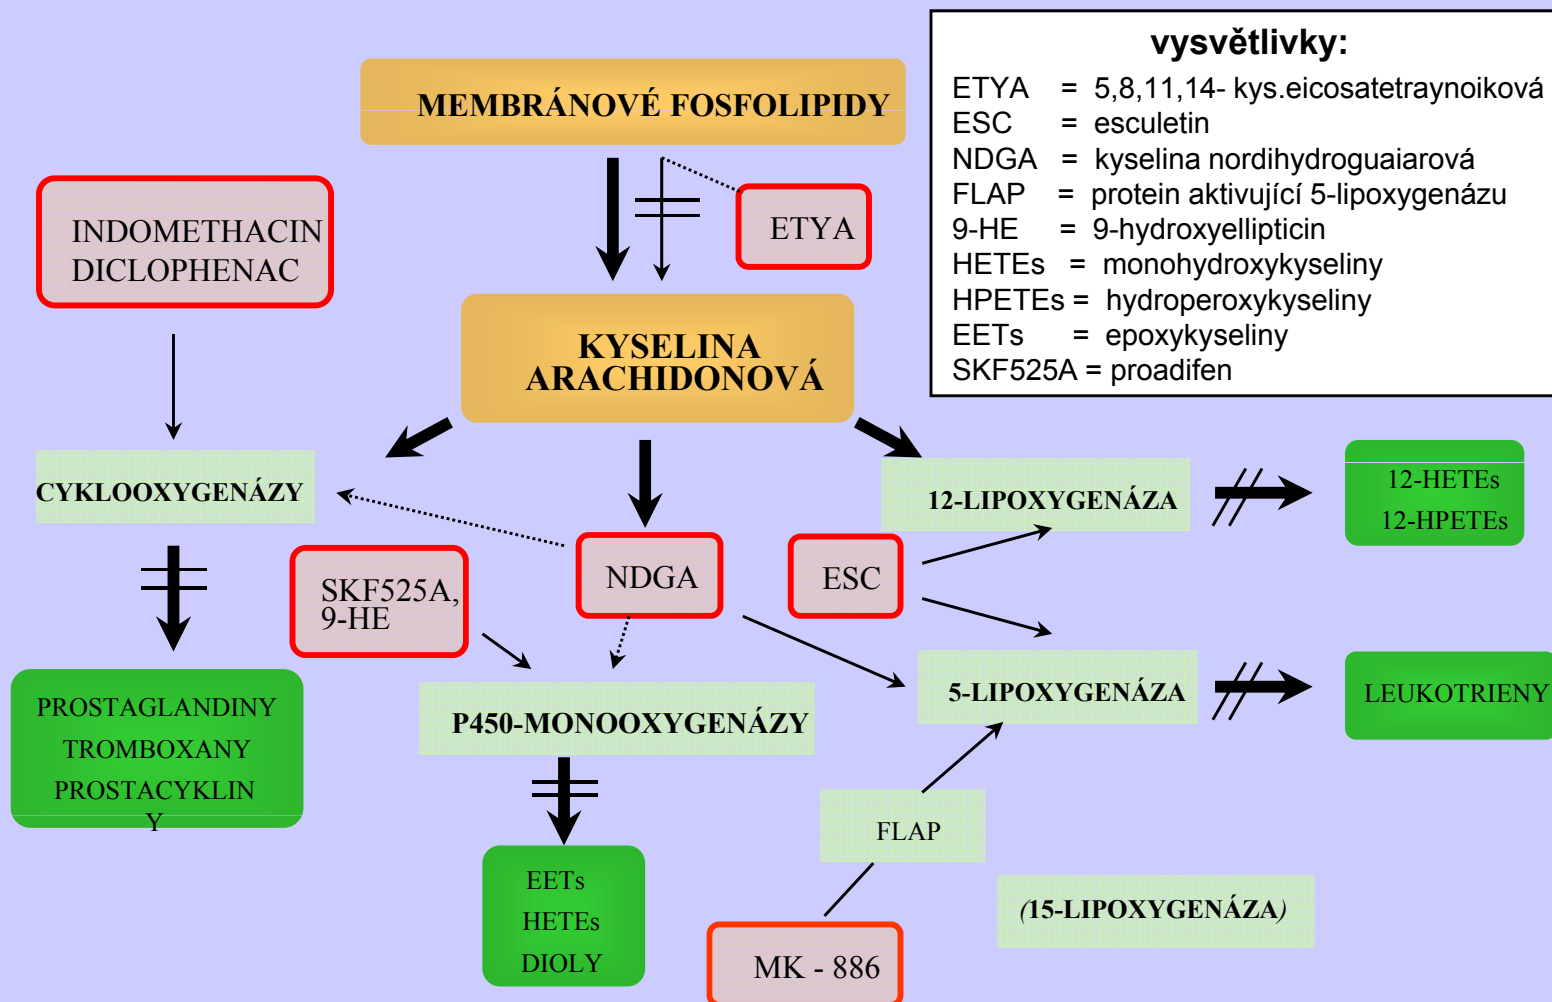 vysvětlivky:
ETYA = 5,8,11,14- kys.eicosatetraynoiková
ESC = esculetin
NDGA = kyselina nordihydroguaiarová
FLAP = protein aktivující 5-lipoxygenázu
9-HE = 9-hydroxyellipticin
HETEs = monohydroxykyseliny
HPETEs = hydroperoxykyseliny
EETs = epoxykyseliny
SKF525A = proadifen
MEMBRÁNOVÉ FOSFOLIPIDY
INDOMETHACIN
DICLOPHENAC
ETYA
KYSELINA
ARACHIDONOVÁ
CYKLOOXYGENÁZY
12-LIPOXYGENÁZA
12-HETEs
12-HPETEs
SKF525A,
9-HE
NDGA
ESC
PROSTAGLANDINY
TROMBOXANY
PROSTACYKLIN
Y
P450-MONOOXYGENÁZY
5-LIPOXYGENÁZA
LEUKOTRIENY
FLAP
EETs
HETEs
DIOLY
(15-LIPOXYGENÁZA)
MK - 886